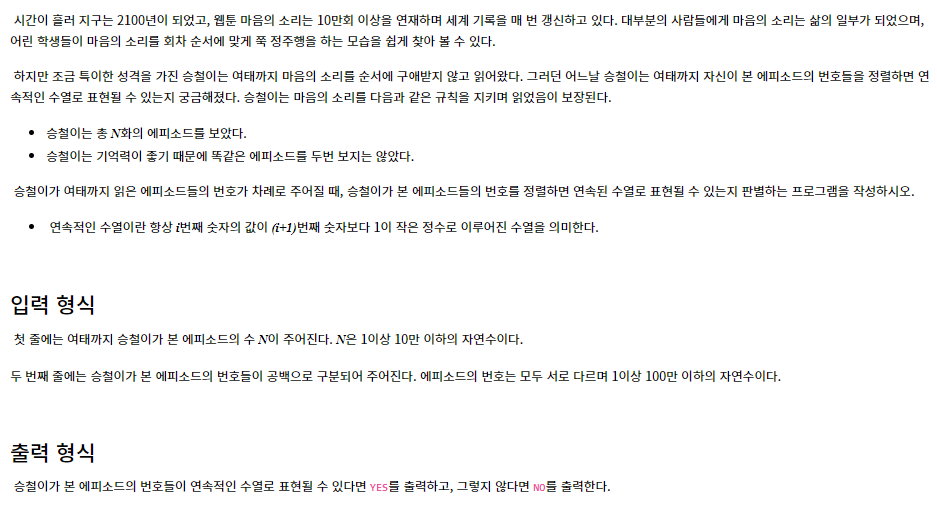 시간이 흘러 지구는 2100년이 되었고, 웹툰 마음의 소리는 10만회 이상을 연재하며 세계 기록을 매 번 갱신하고 있다. 대부분의 사람들에게 마음의 소리는 삶의 일부가 되었으며,
어린 학생들이 마음의 소리를 회차 순서에 맞게 쭉 정주행을 하는 모습을 쉽게 찾아 볼 수 있다.
하지만 조금 특이한 성격을 가진 승철이는 여태까지 마음의 소리를 순서에 구애받지 않고 읽어왔다. 그러던 어느날 승철이는 여태까지 자신이 본 에피소드의 번호들을 정렬하면 연
속적인 수열로 표현될 수 있는지 궁금해졌다. 승철이는 마음의 소리를 다음과 같은 규칙을 지키며 읽었음이 보장된다.
• 승철이는 총 N화의 에피소드를 보았다.
• 승철이는 기억력이 좋기 때문에 똑같은 에피소드를 두번 보지는 않았다.
승철이가 여태까지 읽은 에피소드들의 번호가 차례로 주어질 때, 승철이가 본 에피소드들의 번호를 정렬하면 연속된 수열로 표현될 수 있는지 판별하는 프로그램을 작성하시오.
• 연속적인 수열이란 항상 i번째 숫자의 값이 (i+1)번째 숫자보다 1이 작은 정수로 이루어진 수열을 의미한다.
입력 형식
첫 줄에는 여태까지 승철이가 본 에피소드의 수 N이 주어진다. N은 1이상 10만 이하의 자연수이다.
두 번째 줄에는 승철이가 본 에피소드의 번호들이 공백으로 구분되어 주어진다. 에피소드의 번호는 모두 서로 다르며 1이상 100만 이하의 자연수이다.
출력 형식
승철이가 본 에피소드의 번호들이 연속적인 수열로 표현될 수 있다면 YES를 출력하고, 그렇지 않다면 NO를 출력한다.